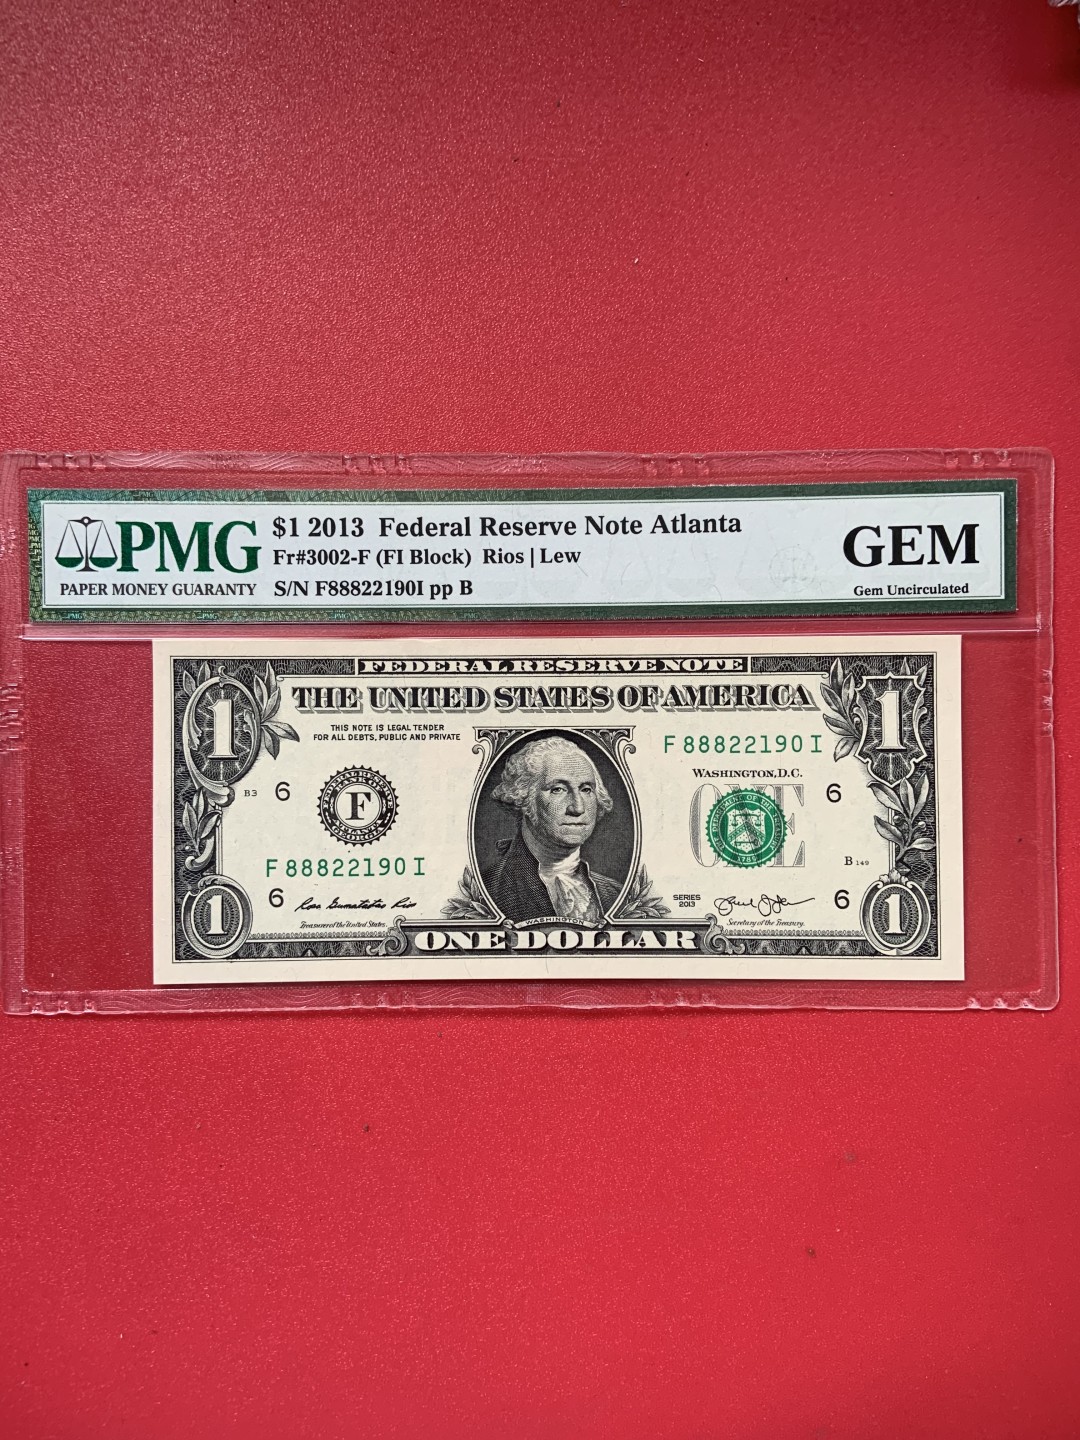 PMG
PAPER MONEY GUARANTY
$1 2013 Federal Reserve Note Atlanta
Fr#3002-F (FI Block) Rios | Lew
S/N F88822190I pp B
GEM
Gem Uncirculated
FEDERAL RESERVE NOTE
THE UNITED STATES OF AMERICA
1
1
THIS NOTE IS LEGAL TENDER
FOR ALL DEBTS, PUBLIC AND PRIVATE
F 88822190 I
WASHINGTON, D.C.
B3
6
F
ONE
6
B 149
F 88822190 I
6
Treasurer of the United States.
WASHINGTON
SERIES
2013
Secretary of the Treasury.
6
1
ONE DOLLAR
1